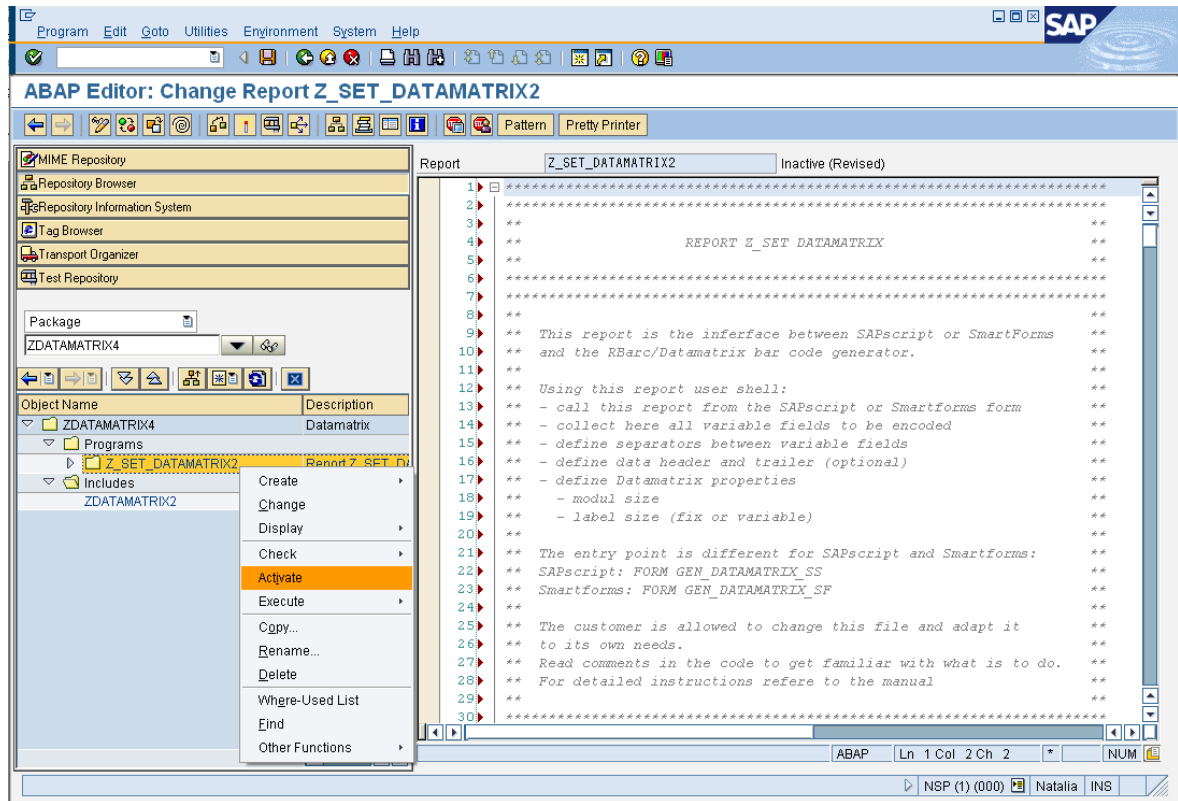 Program Edit Goto Utilities Environment System Help
SAP
ABAP Editor: Change Report Z_SET_DATAMATRIX2
Pattern Pretty Printer
MIME Repository
Repository Browser
Repository Information System
Tag Browser
Transport Organizer
Test Repository
Package
ZDATAMATRIX4
Object Name Description
ZDATAMATRIX4 Datamatrix
Programs
Z_SET_DATAMATRIX2 Report Z_SET_DA
Includes
ZDATAMATRIX2
Create
Change
Display
Check
Activate
Execute
Copy...
Rename...
Delete
Where-Used List
Find
Other Functions
Report Z_SET_DATAMATRIX2 Inactive (Revised)
1 ************************************************************************
2 ************************************************************************
3 ** **
4 ** REPORT Z_SET DATAMATRIX **
5 ** **
6 ************************************************************************
7 ************************************************************************
8 ** **
9 ** This report is the inferface between SAPscript or SmartForms **
10 ** and the RBarc/Datamatrix bar code generator. **
11 ** **
12 ** Using this report user shell: **
13 ** - call this report from the SAPscript or Smartforms form **
14 ** - collect here all variable fields to be encoded **
15 ** - define separators between variable fields **
16 ** - define data header and trailer (optional) **
17 ** - define Datamatrix properties **
18 ** - modul size **
19 ** - label size (fix or variable) **
20 ** **
21 ** The entry point is different for SAPscript and Smartforms: **
22 ** SAPscript: FORM GEN_DATAMATRIX_SS **
23 ** Smartforms: FORM GEN_DATAMATRIX_SF **
24 ** **
25 ** The customer is allowed to change this file and adapt it **
26 ** to its own needs. **
27 ** Read comments in the code to get familiar with what is to do. **
28 ** For detailed instructions refere to the manual **
29 ** **
30 ************************************************************************
ABAP Ln 1 Col 2 Ch 2 * NUM
NSP (1) (000) Natalia INS